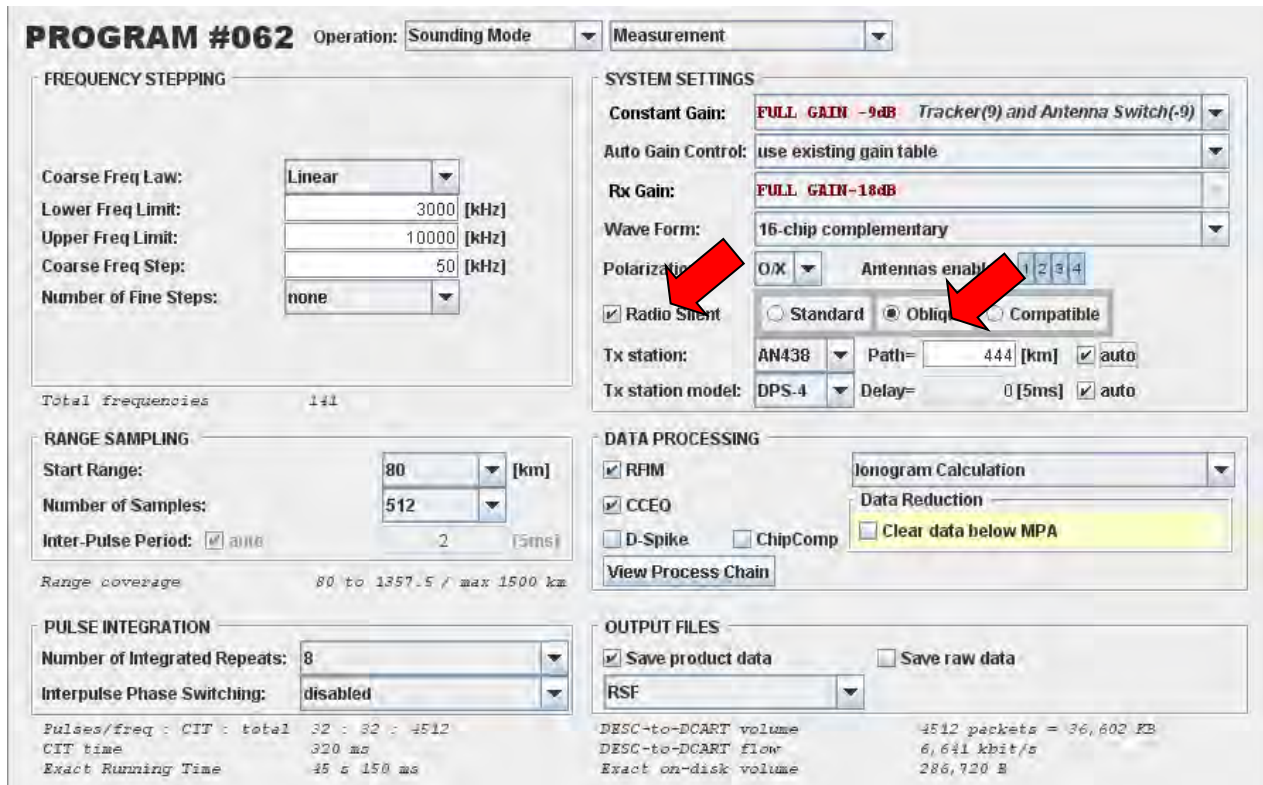 PROGRAM #062 Operation: Sounding Mode Measurement
FREQUENCY STEPPING
Coarse Freq Law: Linear
Lower Freq Limit: 3000 [kHz]
Upper Freq Limit: 10000 [kHz]
Coarse Freq Step: 50 [kHz]
Number of Fine Steps: none
Total frequencies 141
SYSTEM SETTINGS
Constant Gain: FULL GAIN -9dB Tracker(9) and Antenna Switch(-9)
Auto Gain Control: use existing gain table
Rx Gain: FULL GAIN-18dB
Wave Form: 16-chip complementary
O/X Antennas 1 2 3 4
Radio Silent Standard Compatible
Tx station: AN438 Path= 444 [km] auto
Tx station model: DPS-4 Delay= 0 [5ms] auto
RANGE SAMPLING
Start Range: 80 [km]
Number of Samples: 512
Inter-Pulse Period: auto 2 [5ms]
Range coverage 80 to 1357.5 / max 1500 km
DATA PROCESSING
RFIM Ionogram Calculation
CCEQ Data Reduction
Clear data below MPA
D-Spike ChipComp
View Process Chain
PULSE INTEGRATION
Number of Integrated Repeats: 8
Interpulse Phase Switching: disabled
Pulses/freq : CIT : total 32 : 32 : 4512
CIT time 320 ms
Exact Running Time 45 s 150 ms
OUTPUT FILES
Save product data Save raw data
RSF
DESC-to-DCART volume 4512 packets = 36,602 KB
DESC-to-DCART flow 6,641 kbit/s
Exact on-disk volume 286,720 B